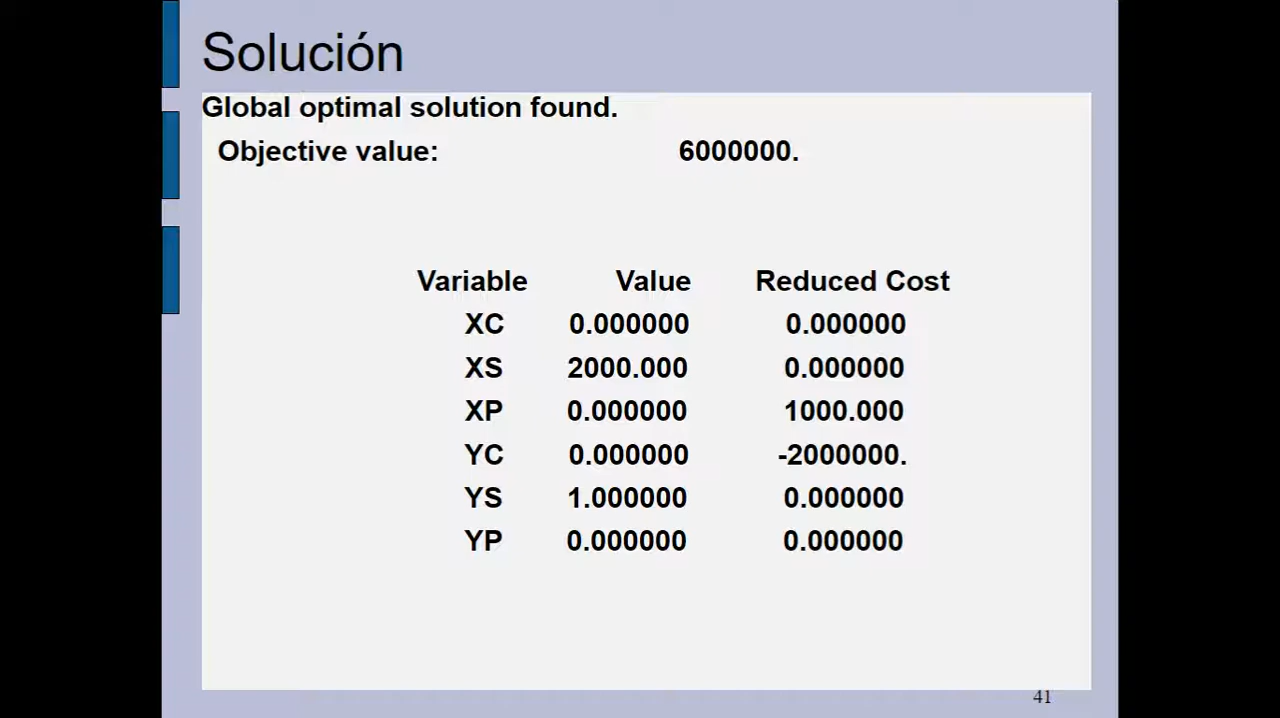 Solución
Global optimal solution found.
Objective value: 6000000.
Variable Value Reduced Cost
XC 0.000000 0.000000
XS 2000.000 0.000000
XP 0.000000 1000.000
YC 0.000000 -2000000.
YS 1.000000 0.000000
YP 0.000000 0.000000
41